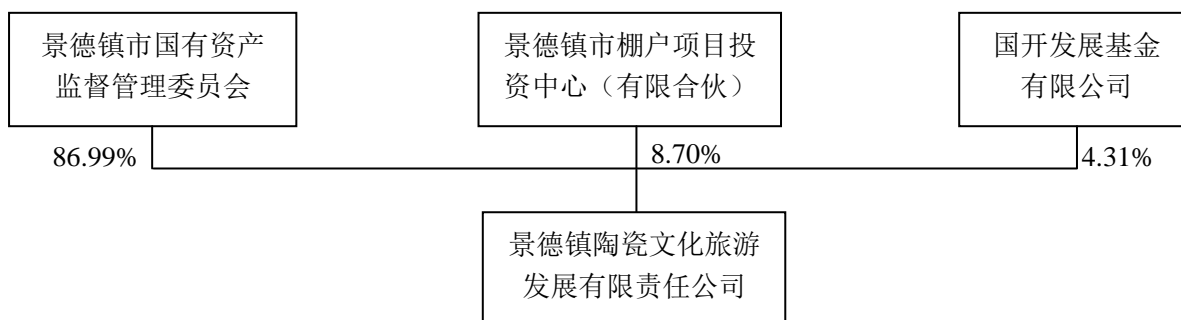 景德镇市国有资产
监督管理委员会
景德镇市棚户项目投
资中心（有限合伙）
国开发展基金
有限公司
86.99%
8.70%
4.31%
景德镇陶瓷文化旅游
发展有限责任公司